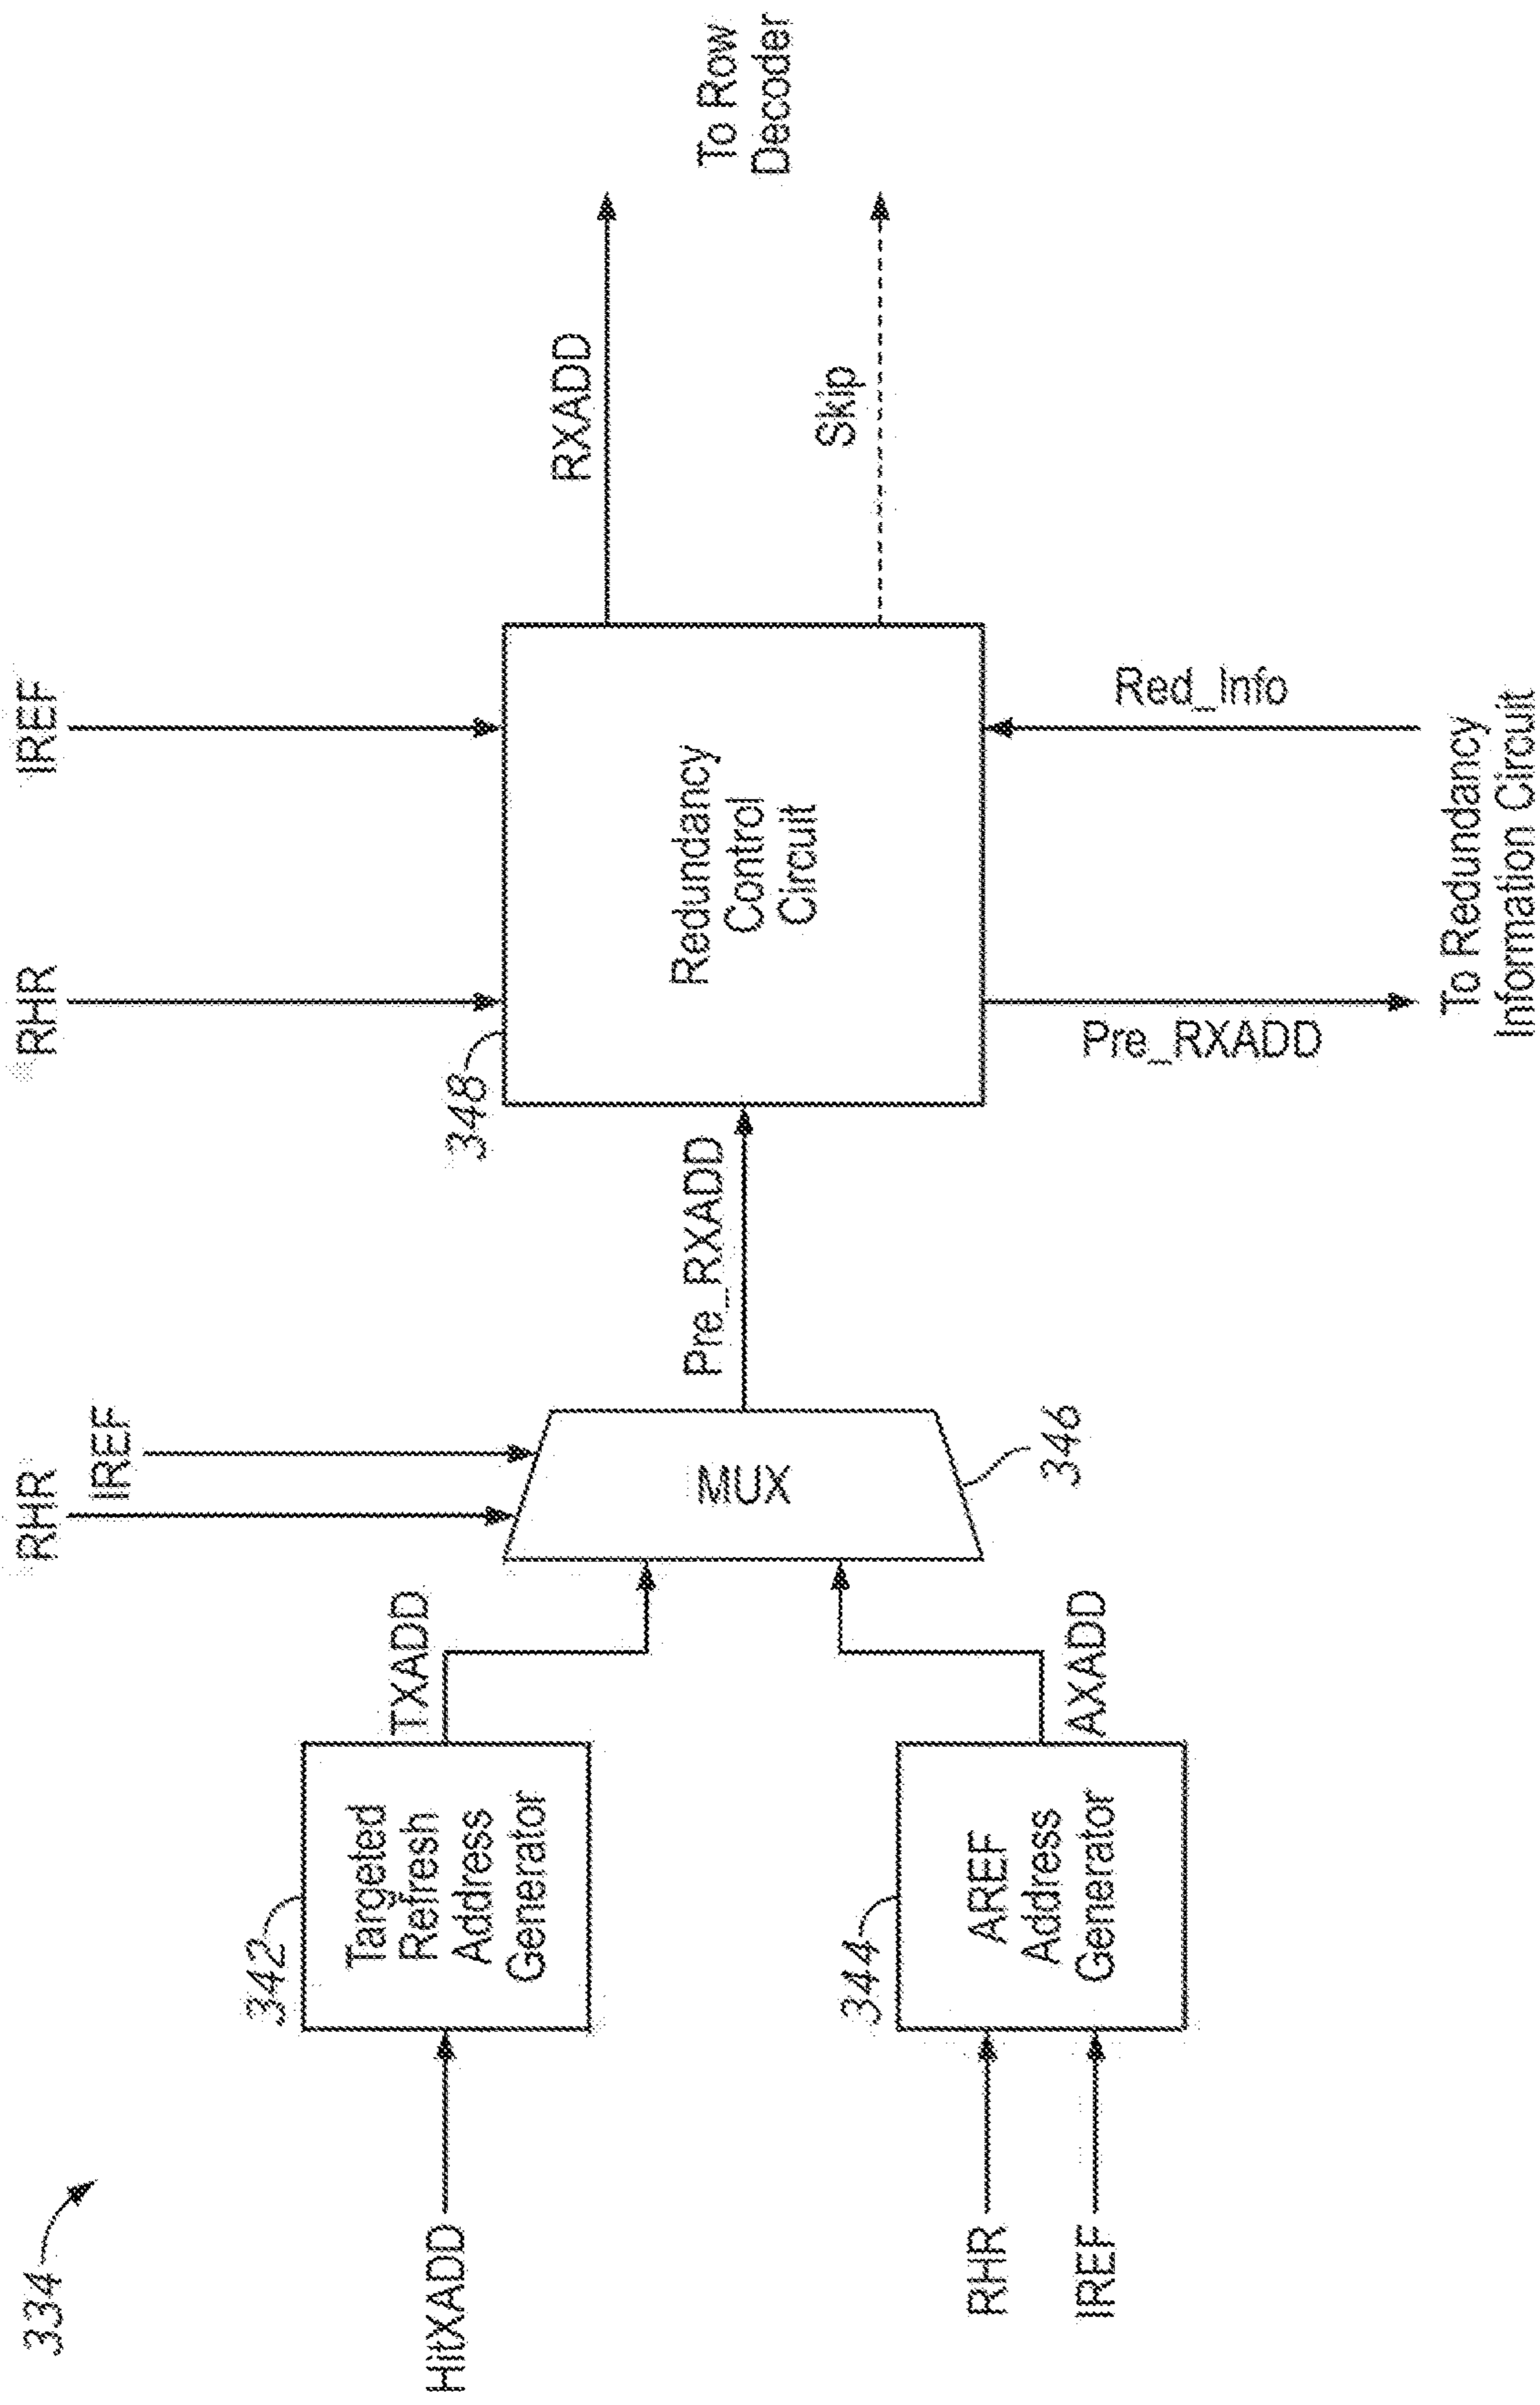 334
HitXADD
342
Targeted
Refresh
Address
Generator
TXADD
RHR
IREF
344
AREF
Address
Generator
AXADD
RHR
IREF
MUX
346
Pre_RXADD
RHR
IREF
348
Redundancy
Control
Circuit
Pre_RXADD
Red_Info
To Redundancy
Information Circuit
RXADD
Skip
To Row
Decoder